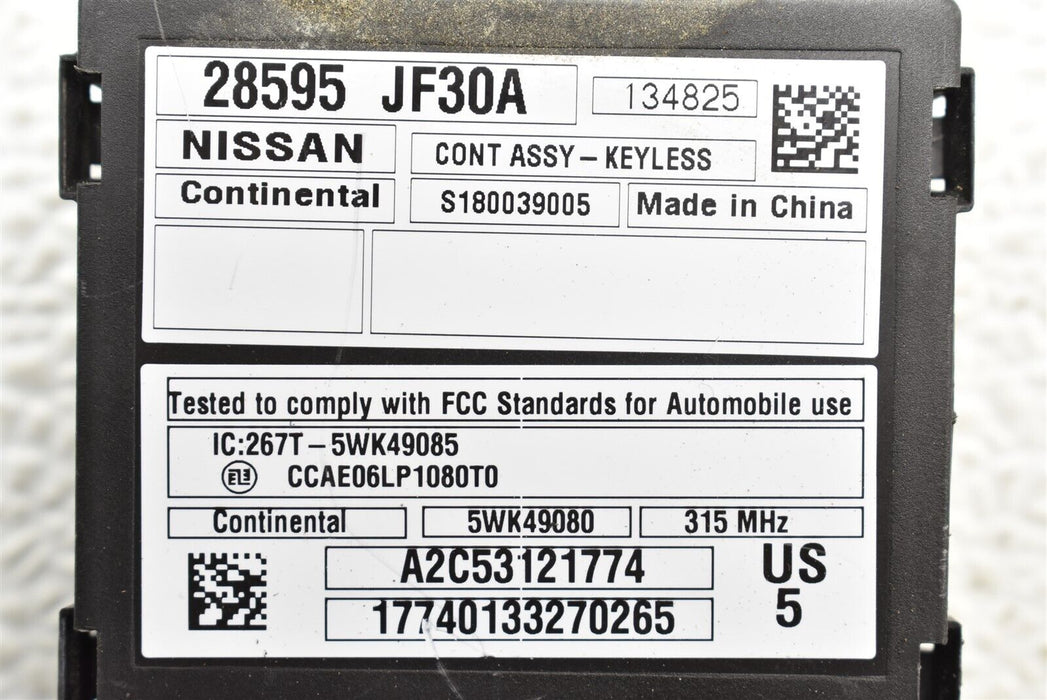 28595 JF30A 134825
NISSAN CONT ASSY-KEYLESS
Continental S180039005 Made in China
Tested to comply with FCC Standards for Automobile use
IC:267T-5WK49085
CCAE06LP1080T0
Continental 5WK49080 315 MHz
A2C53121774 US
17740133270265 5